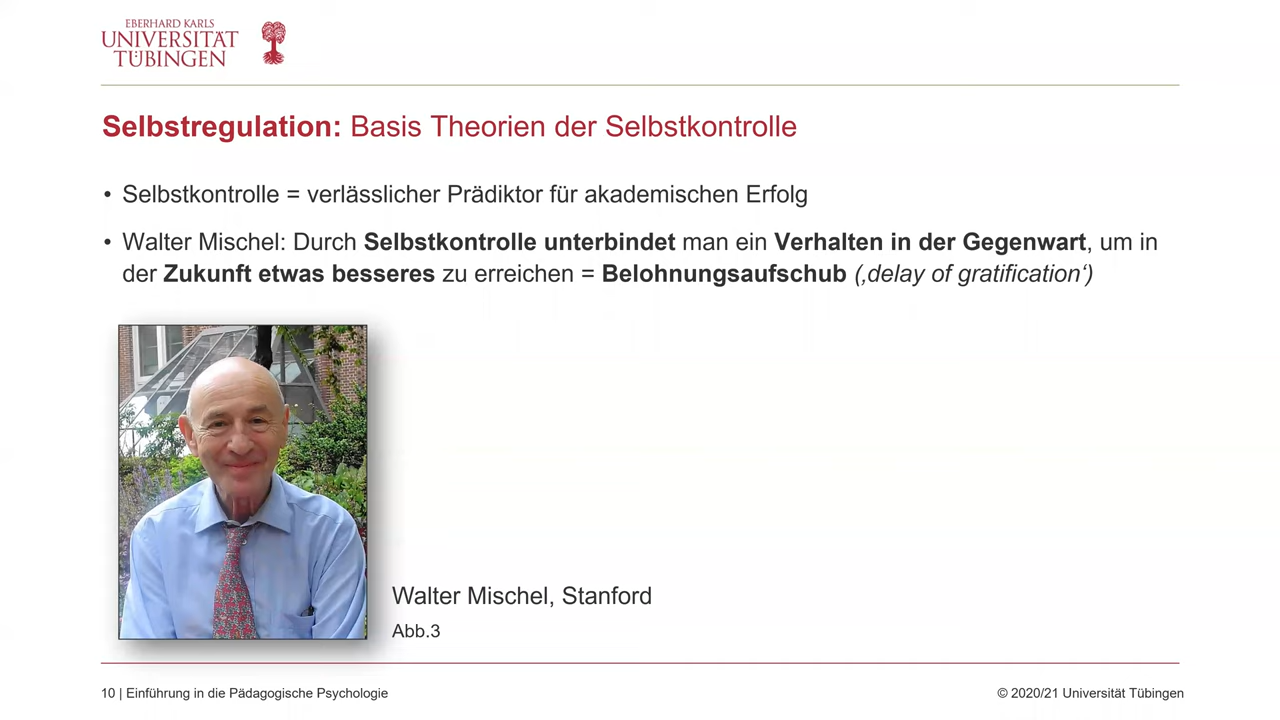 EBERHARD KARLS
UNIVERSITÄT
TÜBINGEN
Selbstregulation: Basis Theorien der Selbstkontrolle
• Selbstkontrolle = verlässlicher Prädiktor für akademischen Erfolg
• Walter Mischel: Durch Selbstkontrolle unterbindet man ein Verhalten in der Gegenwart, um in
der Zukunft etwas besseres zu erreichen = Belohnungsaufschub (‚delay of gratification‘)
Walter Mischel, Stanford
Abb.3
10 | Einführung in die Pädagogische Psychologie
© 2020/21 Universität Tübingen